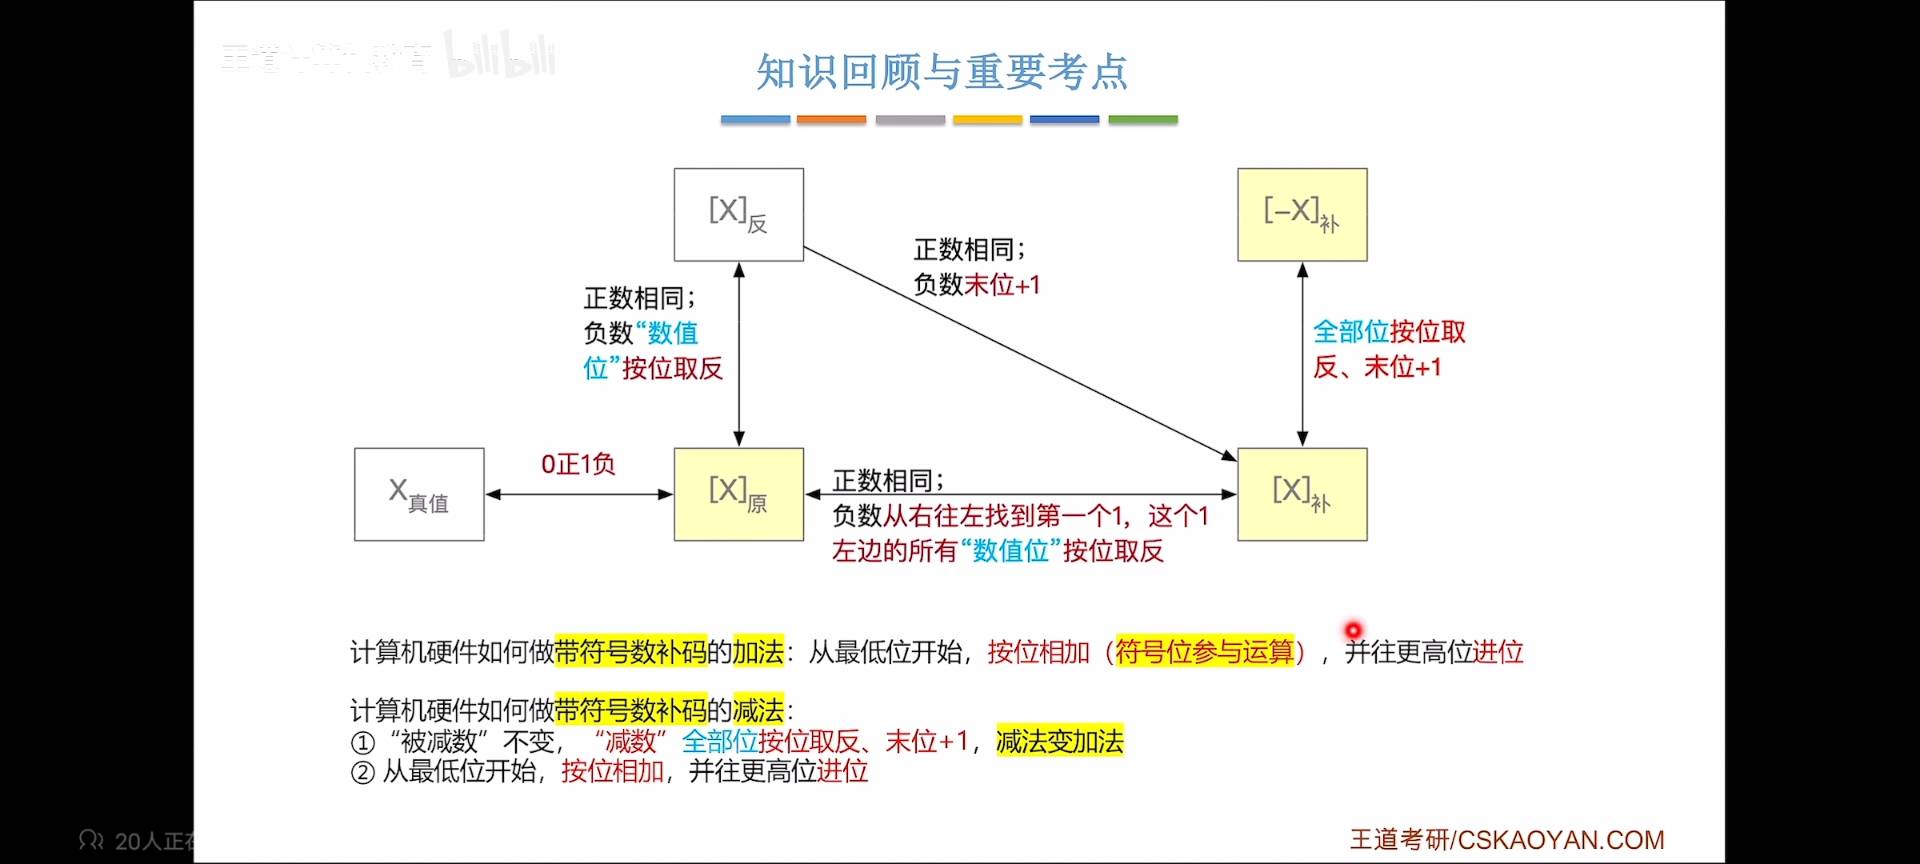 王道计算机教育 bilibili
知识回顾与重要考点
[X]反
[-X]补
正数相同；
负数末位+1
正数相同；
负数“数值
位”按位取反
全部位按位取
反、末位+1
X真值
0正1负
[X]原
正数相同；
负数从右往左找到第一个1，这个1
左边的所有“数值位”按位取反
[X]补
计算机硬件如何做带符号数补码的加法：从最低位开始，按位相加（符号位参与运算），并往更高位进位
计算机硬件如何做带符号数补码的减法：
①“被减数”不变，“减数”全部位按位取反、末位+1，减法变加法
② 从最低位开始，按位相加，并往更高位进位
20人正在
王道考研/CSKAOYAN.COM